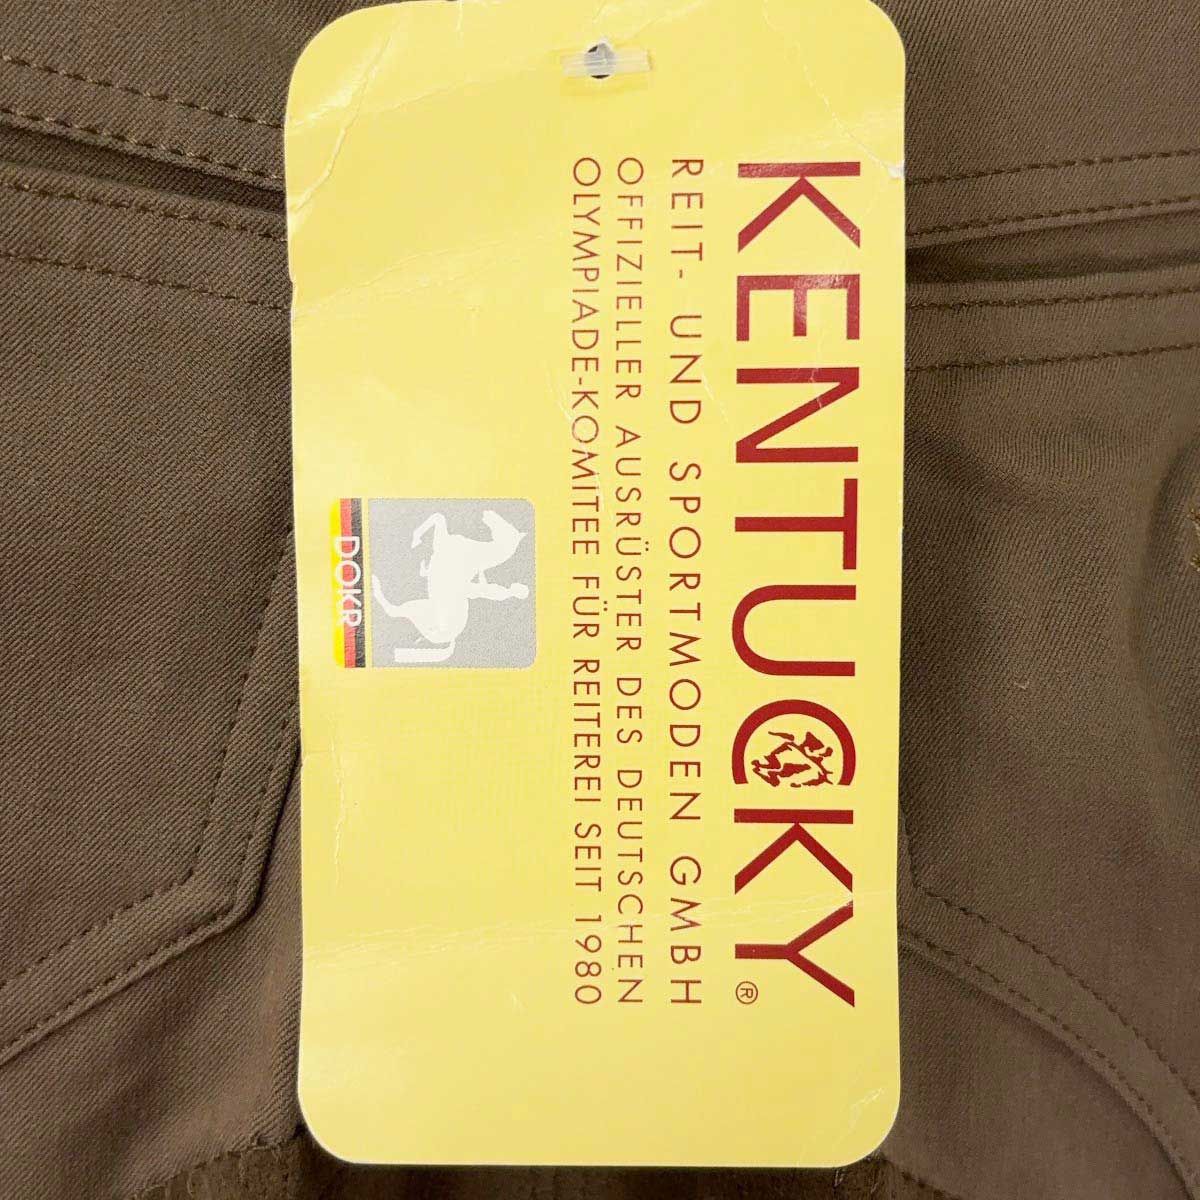 KENTUCKY®
REIT- UND SPORTMODEN GMBH
OFFIZIELLER AUSRÜSTER DES DEUTSCHEN
OLYMPIADE-KOMITEE FÜR REITEREI SEIT 1980
DOKR